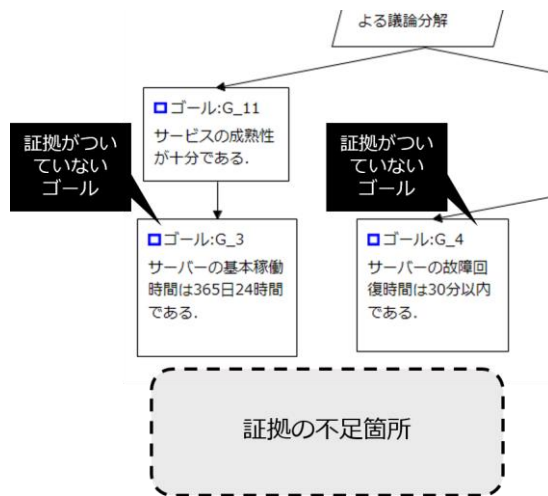 よる議論分解
ゴール:G_11
サービスの成熟性
が十分である.
証拠がつい
ていない
ゴール
証拠がつい
ていない
ゴール
ゴール:G_3
サーバーの基本稼働
時間は365日24時間
である.
ゴール:G_4
サーバーの故障回
復時間は30分以内
である.
証拠の不足箇所